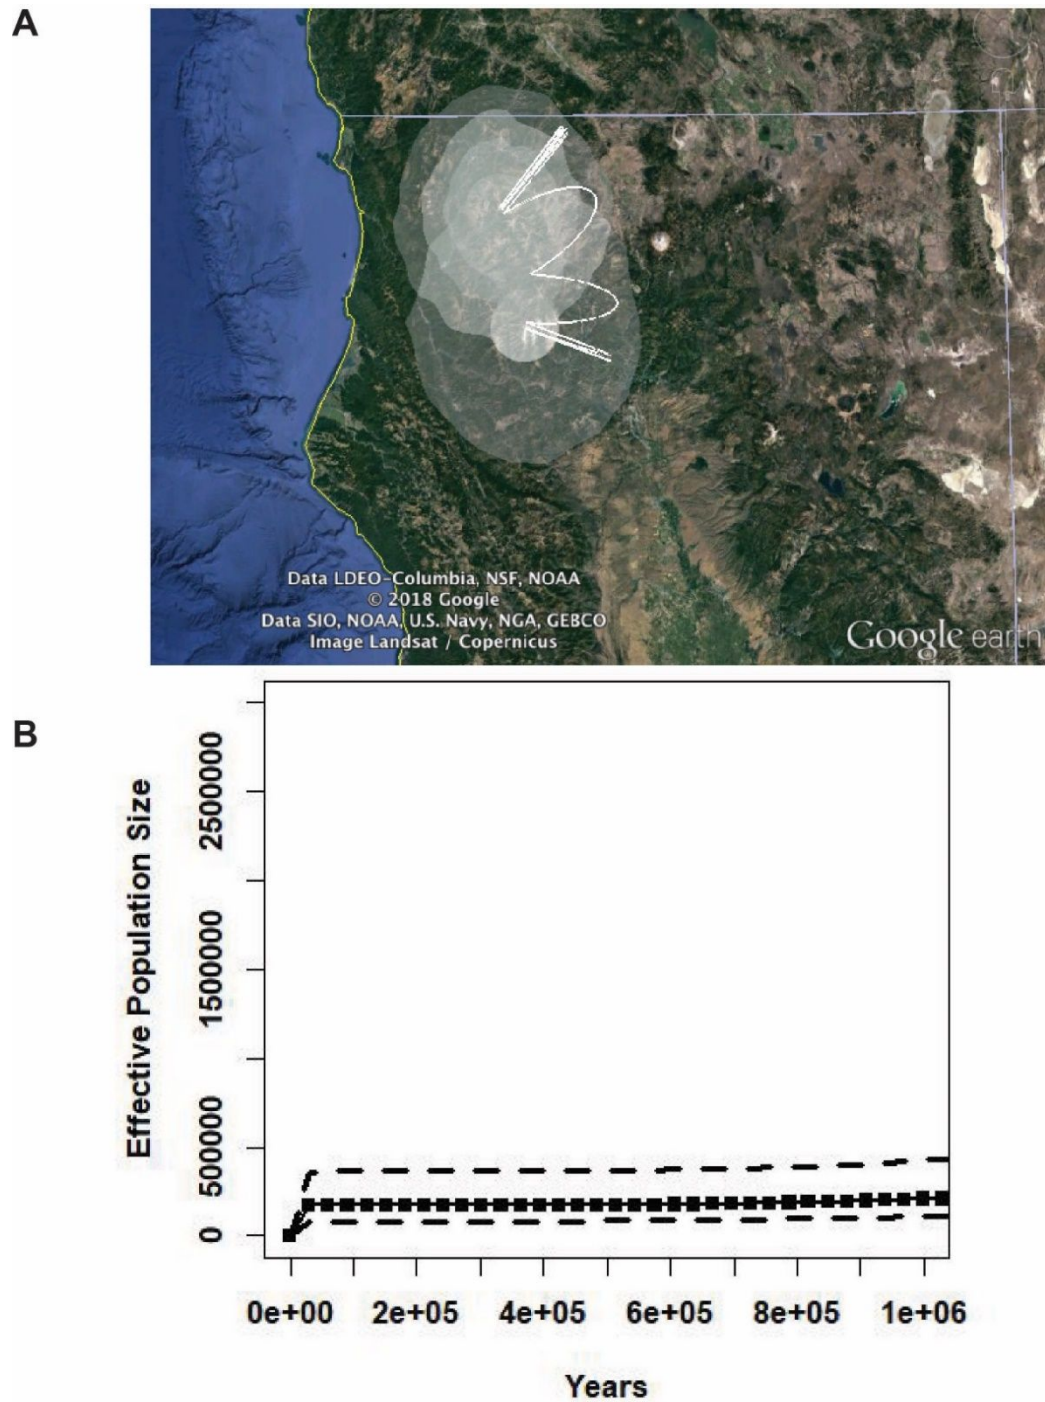 A
Data LDEO-Columbia, NSF, NOAA
© 2018 Google
Data SIO, NOAA, U.S. Navy, NGA, GEBCO
Image Landsat / Copernicus
Google earth
B
Effective Population Size
2500000
1500000
500000
0
0e+00 2e+05 4e+05 6e+05 8e+05 1e+06
Years